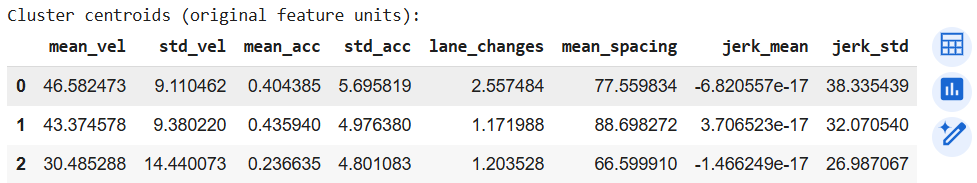 Cluster centroids (original feature units):
mean_vel std_vel mean_acc std_acc lane_changes mean_spacing jerk_mean jerk_std
0 46.582473 9.110462 0.404385 5.695819 2.557484 77.559834 -6.820557e-17 38.335439
1 43.374578 9.380220 0.435940 4.976380 1.171988 88.698272 3.706523e-17 32.070540
2 30.485288 14.440073 0.236635 4.801083 1.203528 66.599910 -1.466249e-17 26.987067